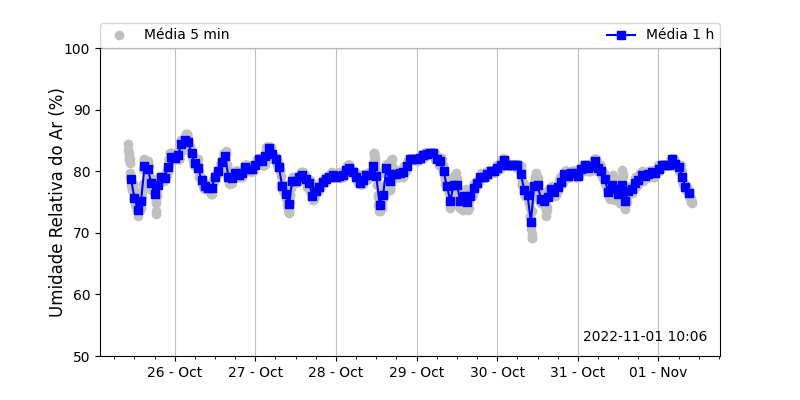 Média 5 min Média 1 h
Umidade Relativa do Ar (%)
100
90
80
70
60
50
2022-11-01 10:06
26 - Oct 27 - Oct 28 - Oct 29 - Oct 30 - Oct 31 - Oct 01 - Nov